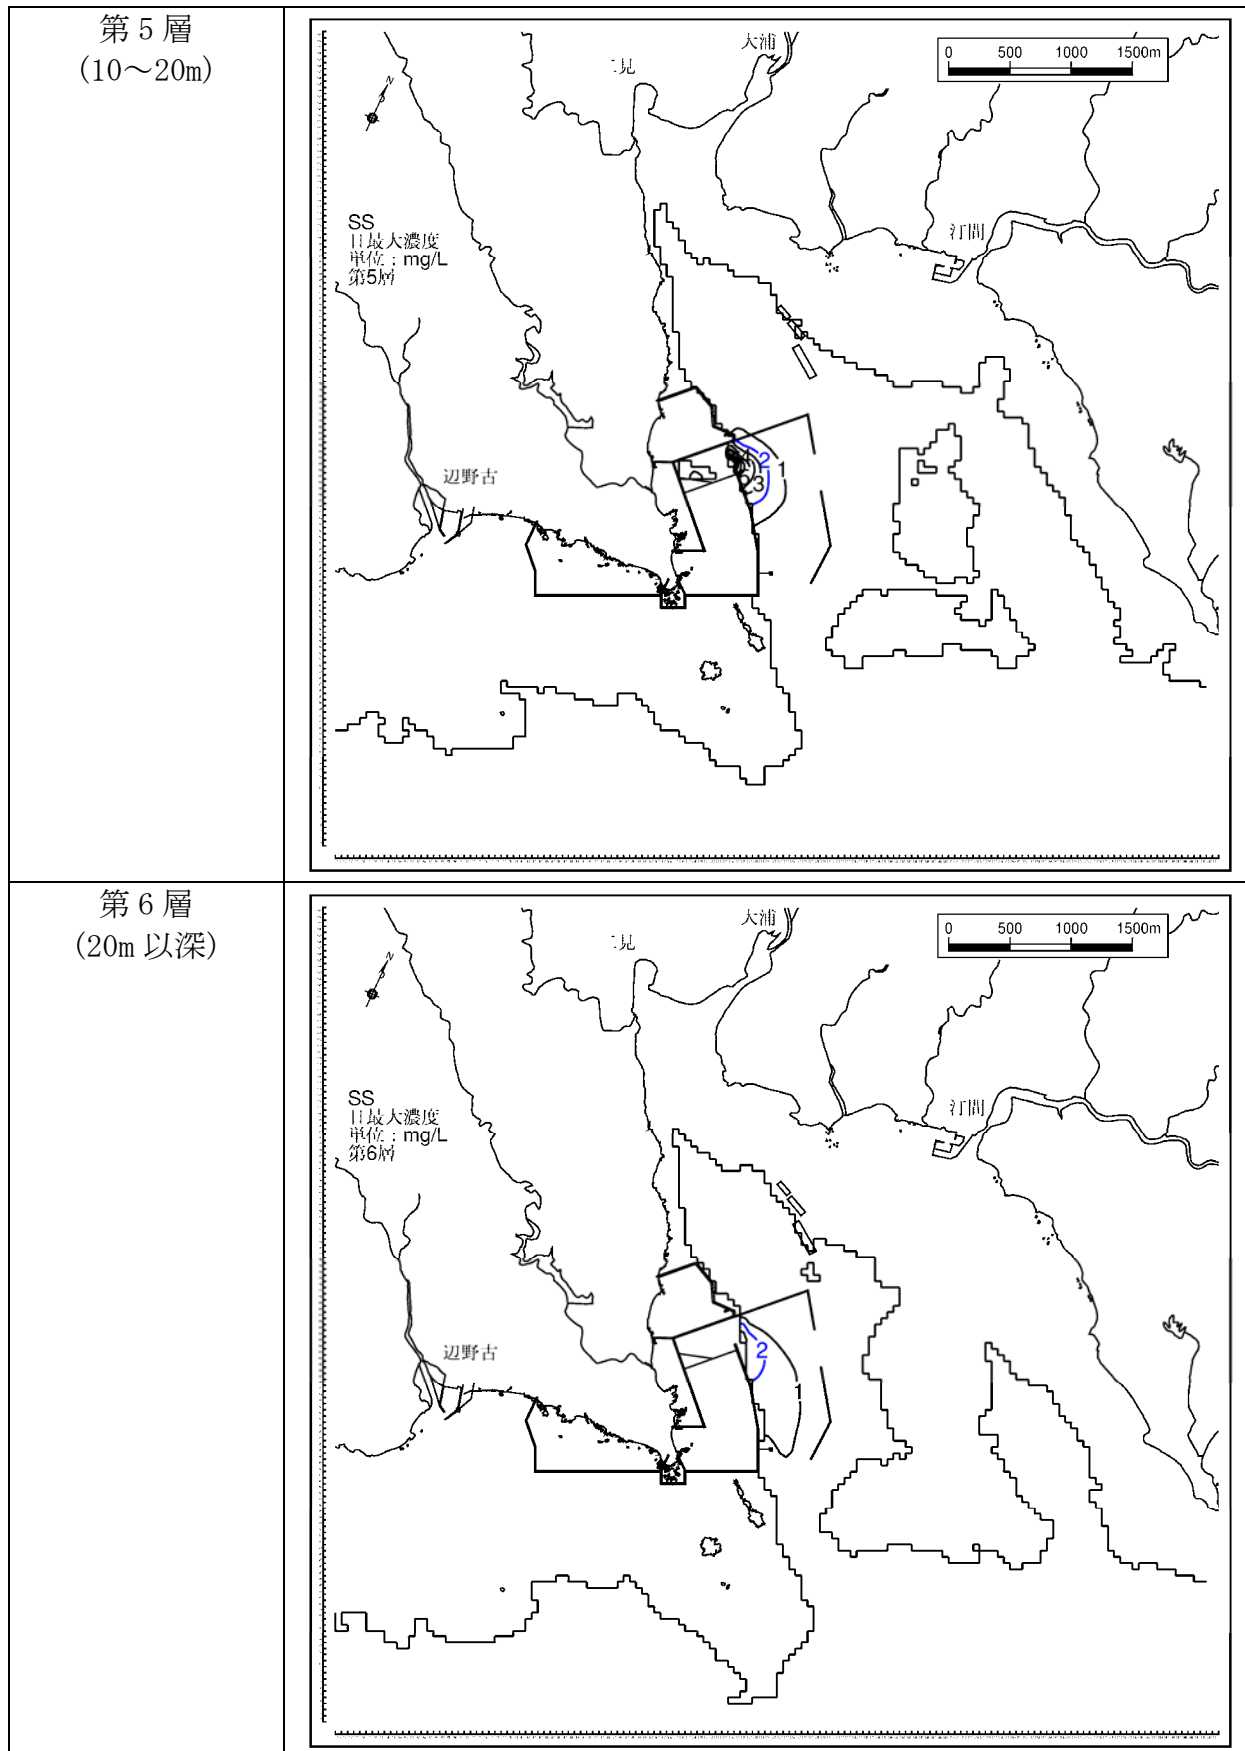 第5層
(10～20m)
大浦
二見
0 500 1000 1500m
N
SS
日最大濃度
単位：mg/L
第5層
汀間
辺野古
2
1
3
第6層
(20m以深)
大浦
二見
0 500 1000 1500m
N
SS
日最大濃度
単位：mg/L
第6層
汀間
辺野古
2
1